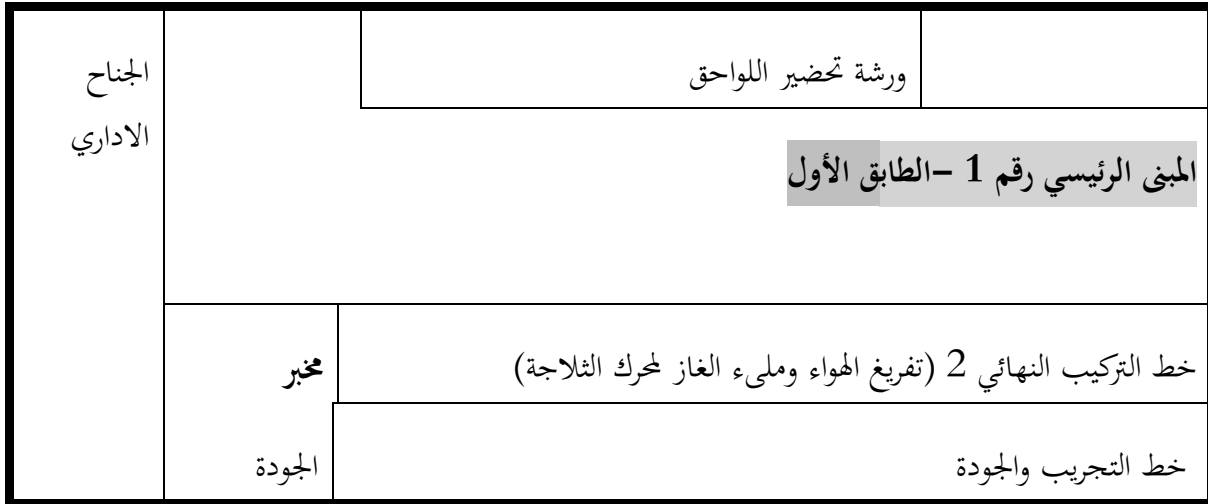 ورشة تحضير اللواحق
الجناح
الاداري
المبنى الرئيسي رقم 1 –الطابق الأول
خط التركيب النهائي 2 (تفريغ الهواء وملىء الغاز لمحرك الثلاجة)
مخبر
خط التجريب والجودة
الجودة